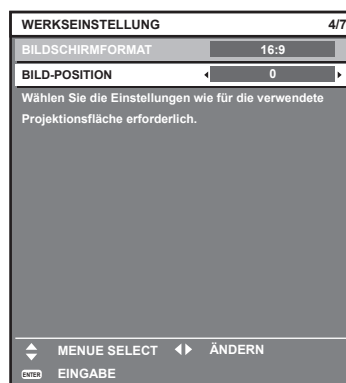 WERKSEINSTELLUNG 4/7
BILDSCHIRMFORMAT 16:9
BILD-POSITION 0
Wählen Sie die Einstellungen wie für die verwendete
Projektionsfläche erforderlich.
MENUE SELECT ÄNDERN
ENTER EINGABE